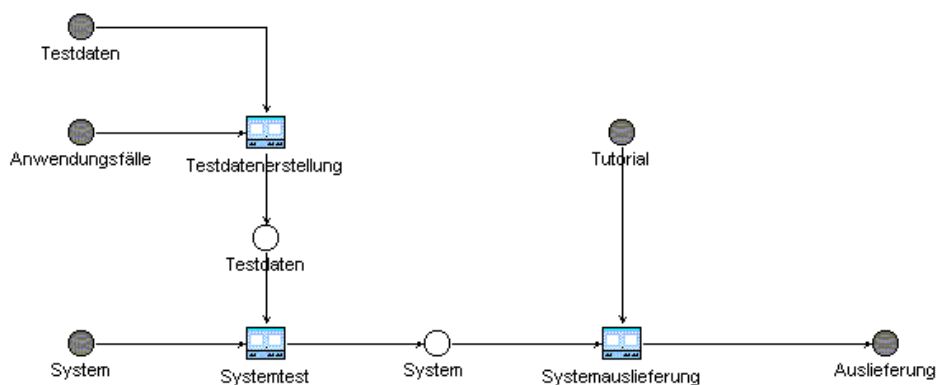 Testdaten
Anwendungsfälle
Testdatenerstellung
Tutorial
Testdaten
System
Systemtest
System
Systemauslieferung
Auslieferung